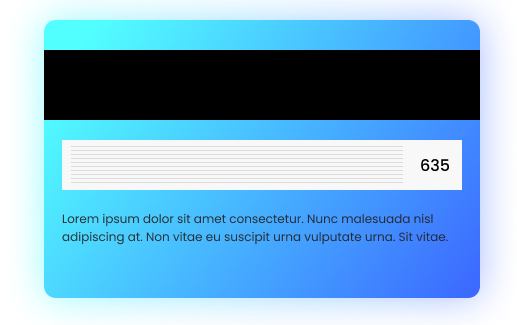 635
Lorem ipsum dolor sit amet consectetur. Nunc malesuada nisl
adipiscing at. Non vitae eu suscipit urna vulputate urna. Sit vitae.